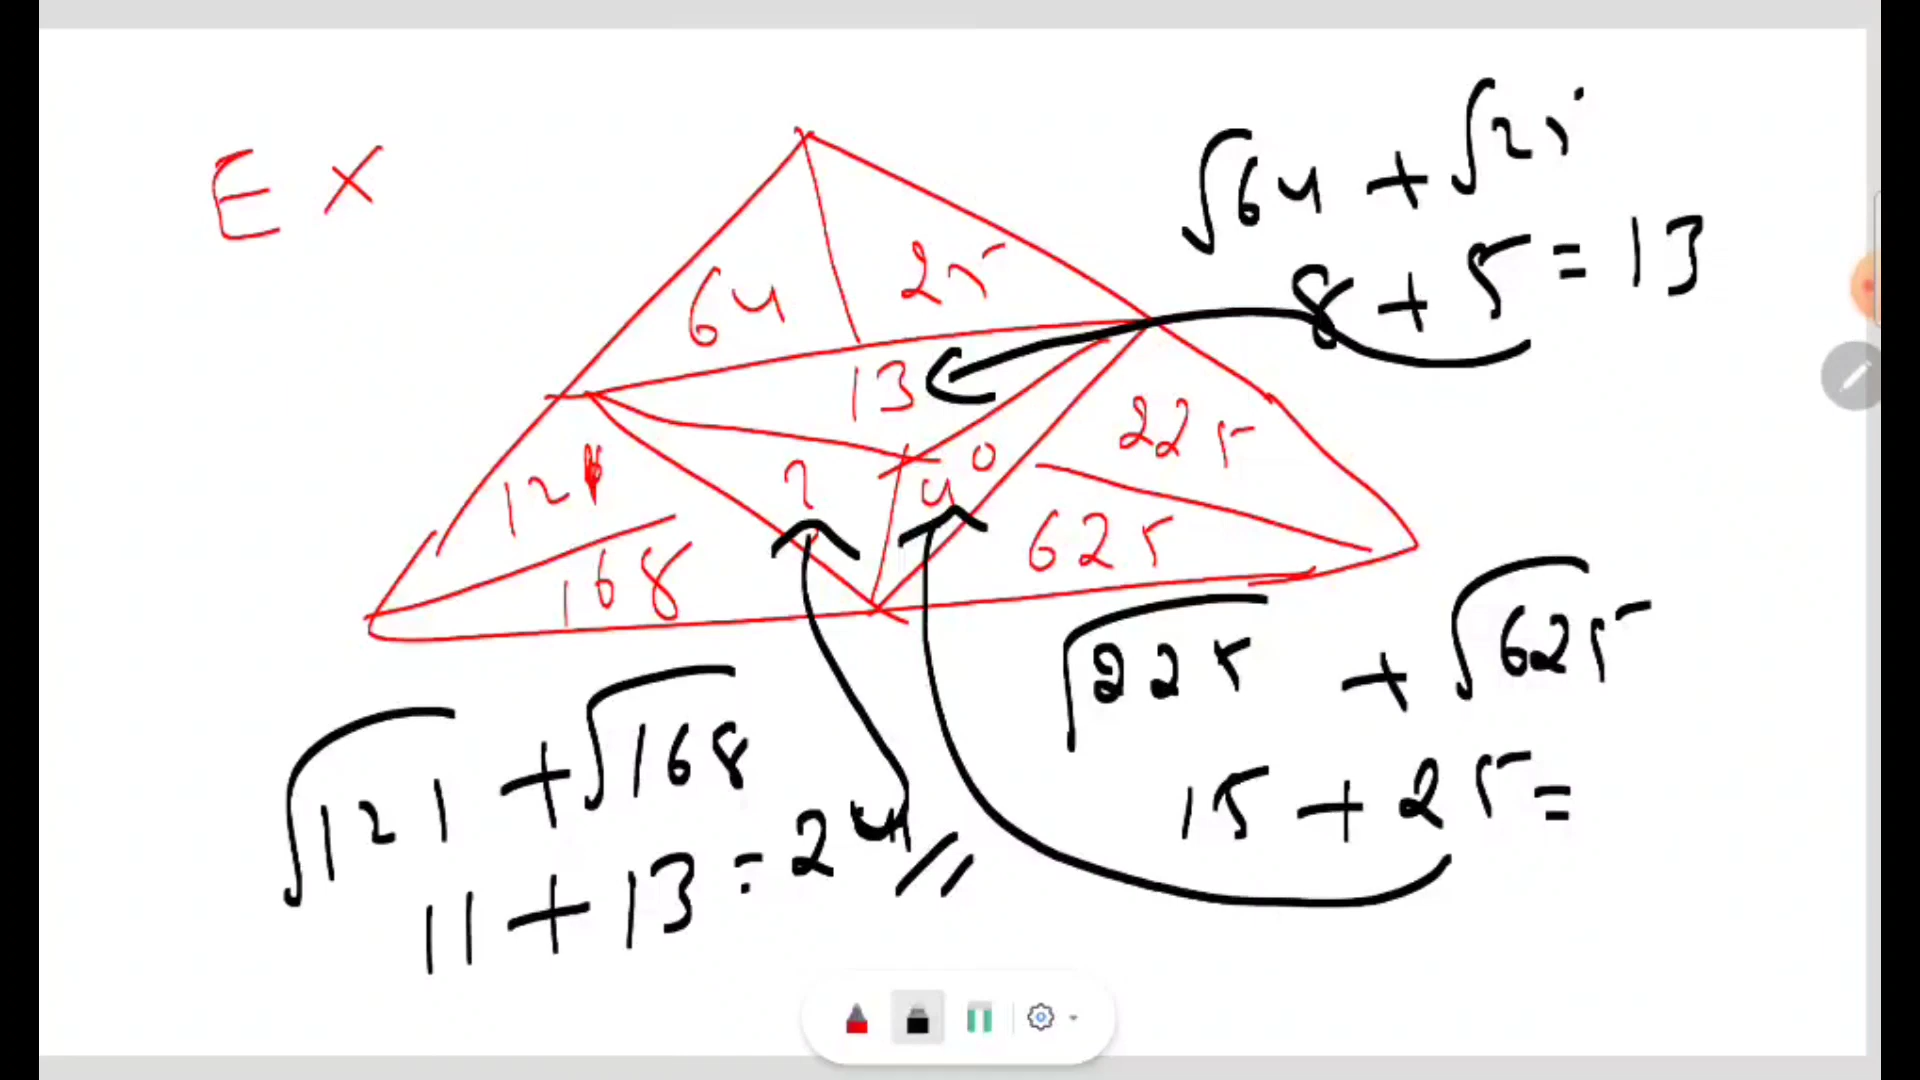 Ex
√64 + √25
8 + 5 = 13
64 25
13
121 ? 40 225
168 625
√121 + √168
11 + 13 = 24
√225 + √625
15 + 25 =